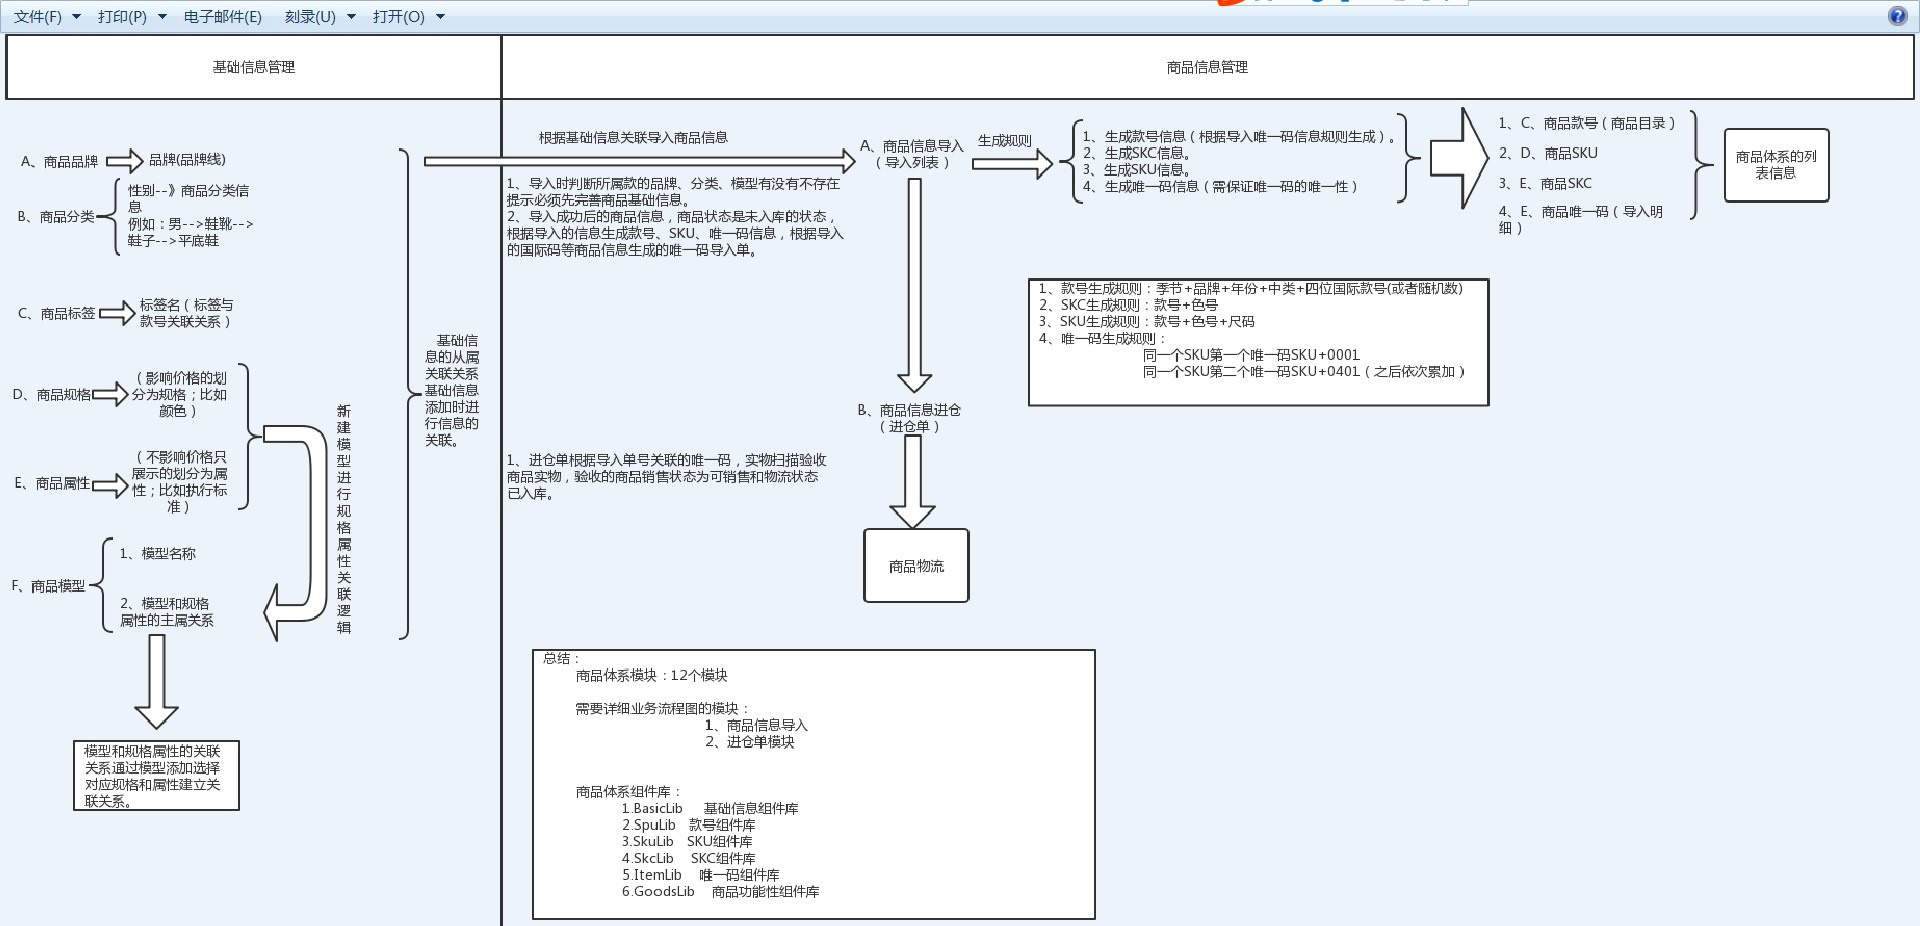 文件(F) 打印(P) 电子邮件(E) 刻录(U) 打开(O)
基础信息管理
商品信息管理
A、商品品牌
品牌(品牌线)
B、商品分类
性别--》商品分类信
息
例如：男-->鞋靴-->
鞋子-->平底鞋
C、商品标签
标签名（标签与
款号关联关系）
D、商品规格
（影响价格的划
分为规格；比如
颜色）
E、商品属性
（不影响价格只
展示的划分为属
性；比如执行标
准）
F、商品模型
1、模型名称
2、模型和规格
属性的主属关系
新建模型进行规格属性关联逻辑
模型和规格属性的关联
关系通过模型添加选择
对应规格和属性建立关
联关系。
基础信
息的从属
关联关系
基础信息
添加时进
行信息的
关联。
根据基础信息关联导入商品信息
1、导入时判断所属款的品牌、分类、模型有没有不存在
提示必须先完善商品基础信息。
2、导入成功后的商品信息，商品状态是未入库的状态，
根据导入的信息生成款号、SKU、唯一码信息，根据导入
的国际码等商品信息生成的唯一码导入单。
A、商品信息导入
（导入列表）
生成规则
1、生成款号信息（根据导入唯一码信息规则生成）。
2、生成SKC信息。
3、生成SKU信息。
4、生成唯一码信息（需保证唯一码的唯一性）
1、C、商品款号（商品目录）
2、D、商品SKU
3、E、商品SKC
4、E、商品唯一码（导入明
细）
商品体系的列
表信息
1、款号生成规则：季节+品牌+年份+中类+四位国际款号(或者随机数)
2、SKC生成规则：款号+色号
3、SKU生成规则：款号+色号+尺码
4、唯一码生成规则：
同一个SKU第一个唯一码SKU+0001
同一个SKU第二个唯一码SKU+0401（之后依次累加）
B、商品信息进仓
（进仓单）
1、进仓单根据导入单号关联的唯一码，实物扫描验收
商品实物，验收的商品销售状态为可销售和物流状态
已入库。
商品物流
总结：
商品体系模块：12个模块
需要详细业务流程图的模块：
1、商品信息导入
2、进仓单模块
商品体系组件库：
1.BasicLib 基础信息组件库
2.SpuLib 款号组件库
3.SkuLib SKU组件库
4.SkcLib SKC组件库
5.ItemLib 唯一码组件库
6.GoodsLib 商品功能性组件库